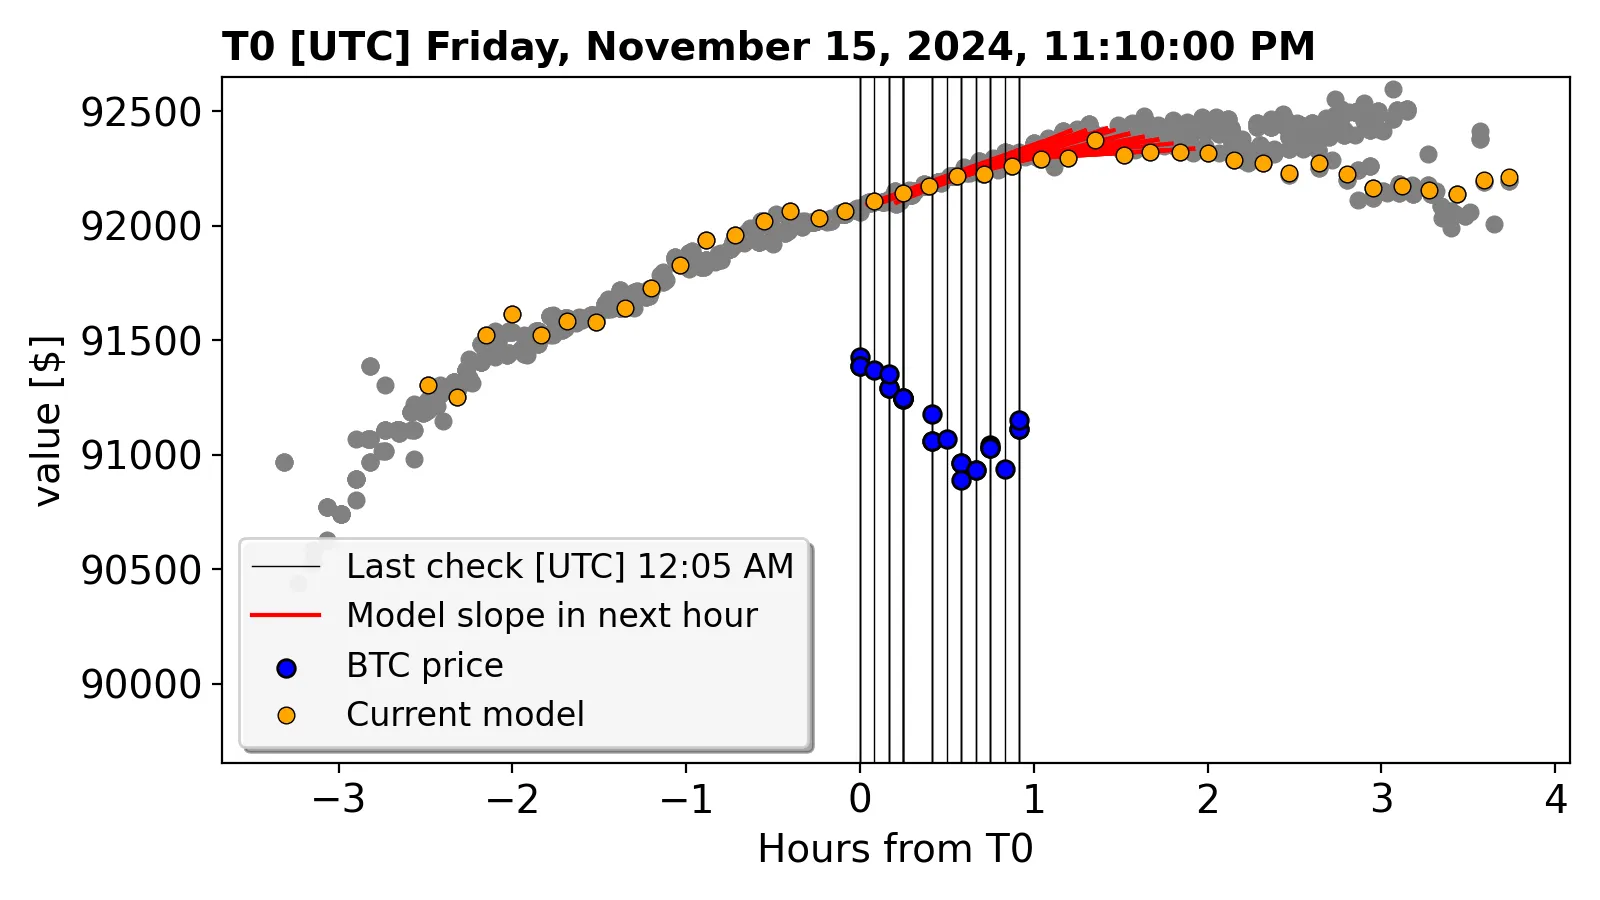 T0 [UTC] Friday, November 15, 2024, 11:10:00 PM
value [$]
92500
92000
91500
91000
90500
90000
Last check [UTC] 12:05 AM
Model slope in next hour
BTC price
Current model
−3 −2 −1 0 1 2 3 4
Hours from T0